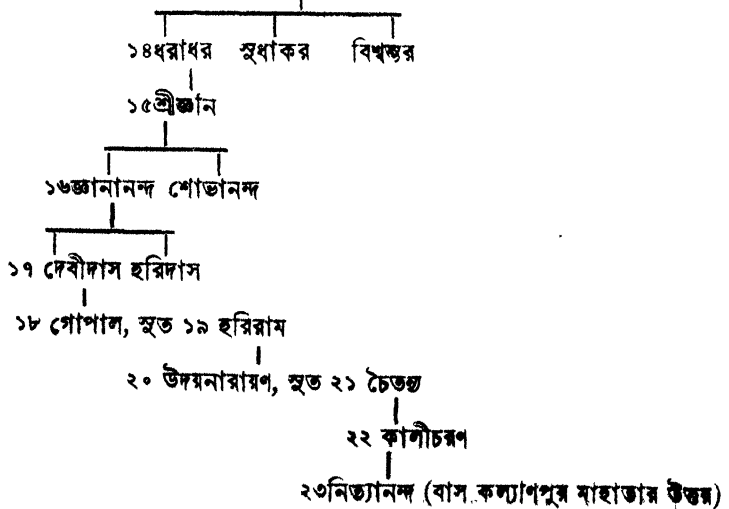 ১৪ধরাধর সুধাকর বিশ্বম্ভর
১৫শ্রীজ্ঞান
১৬জ্ঞানানন্দ শোভানন্দ
১৭ দেবীদাস হরিদাস
১৮ গোপাল, সুত ১৯ হরিরাম
২০ উদয়নারায়ণ, সুত ২১ চৈতন্য
২২ কালীচরণ
২৩নিত্যানন্দ (বাস কল্যাণপুর মাহাতার উত্তর)